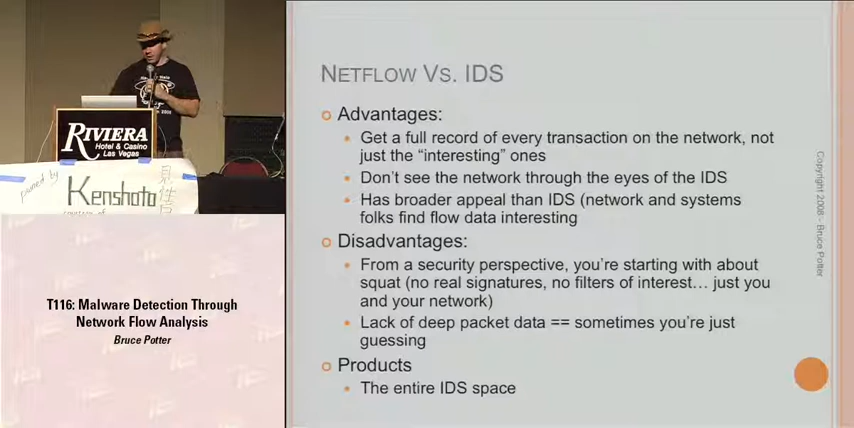 RIVIERA
Hotel & Casino
Las Vegas
pwned by
Kenshoto
T116: Malware Detection Through
Network Flow Analysis
Bruce Potter
NETFLOW VS. IDS
Advantages:
Get a full record of every transaction on the network, not
just the “interesting” ones
Don’t see the network through the eyes of the IDS
Has broader appeal than IDS (network and systems
folks find flow data interesting
Disadvantages:
From a security perspective, you’re starting with about
squat (no real signatures, no filters of interest… just you
and your network)
Lack of deep packet data == sometimes you’re just
guessing
Products
The entire IDS space
Copyright 2008 - Bruce Potter